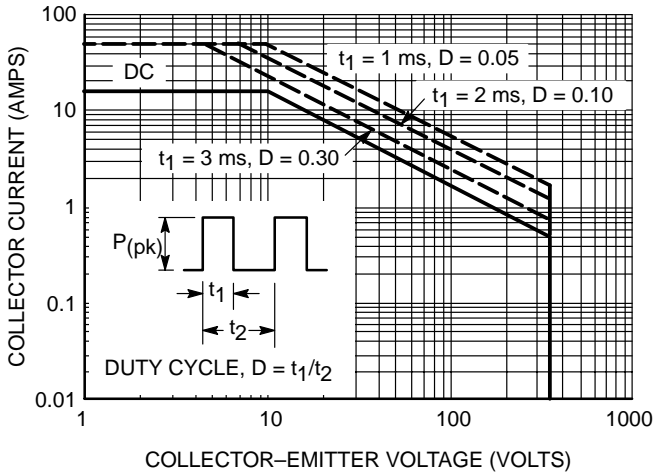 100
10
1
0.1
0.01
COLLECTOR CURRENT (AMPS)
DC
t1 = 1 ms, D = 0.05
t1 = 2 ms, D = 0.10
t1 = 3 ms, D = 0.30
P(pk)
t1
t2
DUTY CYCLE, D = t1/t2
1
10
100
1000
COLLECTOR–EMITTER VOLTAGE (VOLTS)